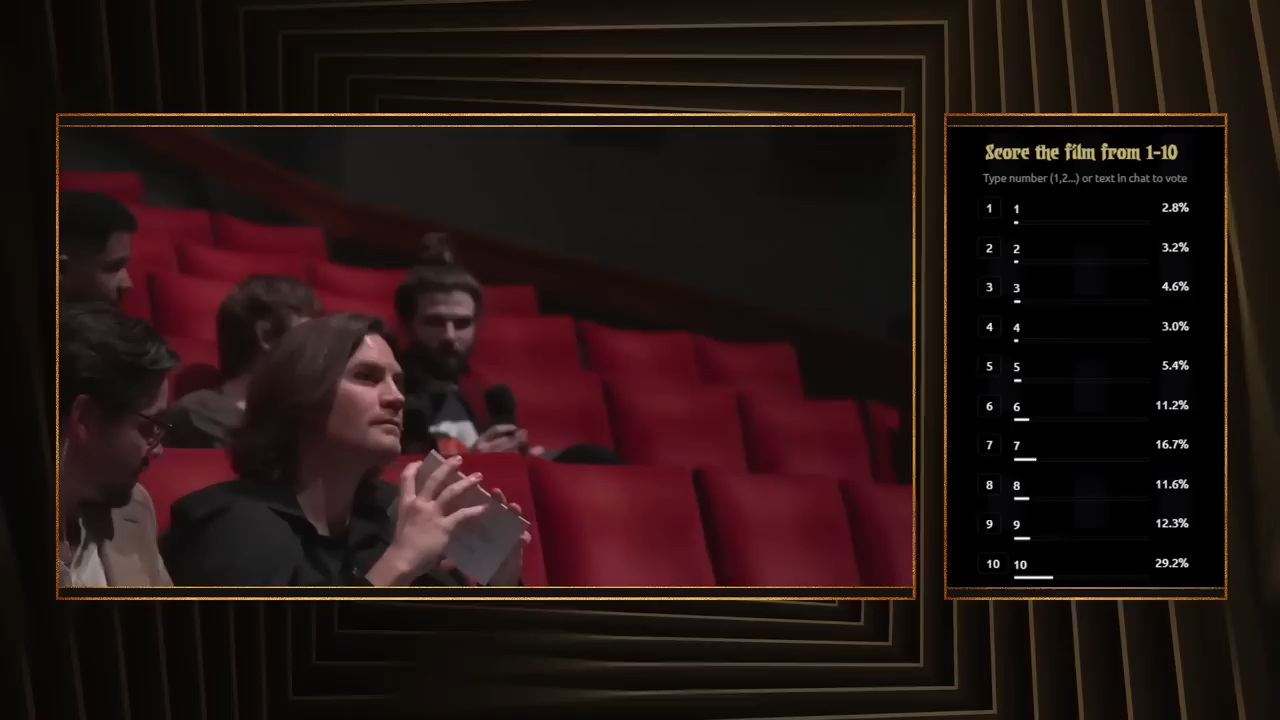 Score the film from 1-10
Type number (1,2...) or text in chat to vote
1 1 2.8%
2 2 3.2%
3 3 4.6%
4 4 3.0%
5 5 5.4%
6 6 11.2%
7 7 16.7%
8 8 11.6%
9 9 12.3%
10 10 29.2%